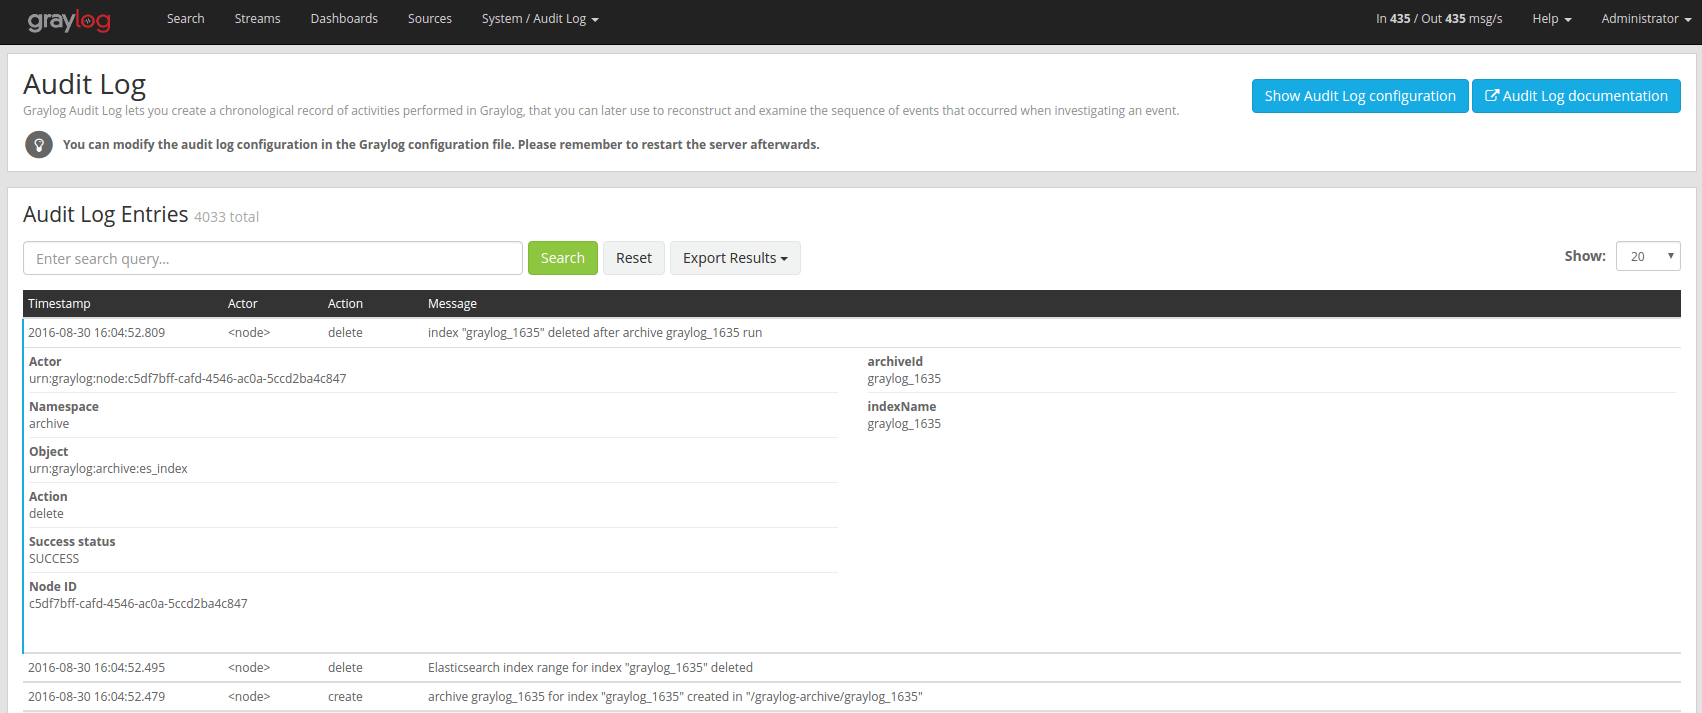 graylog Search Streams Dashboards Sources System / Audit Log In 435 / Out 435 msg/s Help Administrator
Audit Log
Graylog Audit Log lets you create a chronological record of activities performed in Graylog, that you can later use to reconstruct and examine the sequence of events that occurred when investigating an event.
Show Audit Log configuration Audit Log documentation
You can modify the audit log configuration in the Graylog configuration file. Please remember to restart the server afterwards.
Audit Log Entries 4033 total
Enter search query... Search Reset Export Results Show: 20
Timestamp Actor Action Message
2016-08-30 16:04:52.809 <node> delete index "graylog_1635" deleted after archive graylog_1635 run
Actor
urn:graylog:node:c5df7bff-cafd-4546-ac0a-5ccd2ba4c847
Namespace
archive
Object
urn:graylog:archive:es_index
Action
delete
Success status
SUCCESS
Node ID
c5df7bff-cafd-4546-ac0a-5ccd2ba4c847
archiveId
graylog_1635
indexName
graylog_1635
2016-08-30 16:04:52.495 <node> delete Elasticsearch index range for index "graylog_1635" deleted
2016-08-30 16:04:52.479 <node> create archive graylog_1635 for index "graylog_1635" created in "/graylog-archive/graylog_1635"